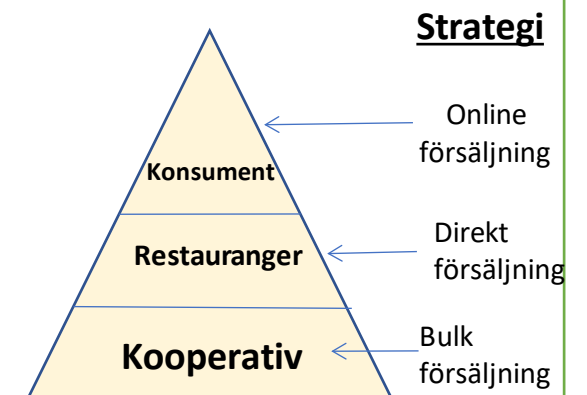 Strategi
Online
försäljning
Konsument
Direkt
försäljning
Restauranger
Bulk
försäljning
Kooperativ